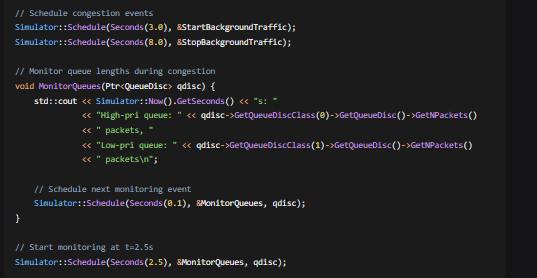 // Schedule congestion events
Simulator::Schedule(Seconds(3.0), &StartBackgroundTraffic);
Simulator::Schedule(Seconds(8.0), &StopBackgroundTraffic);
// Monitor queue lengths during congestion
void MonitorQueues(Ptr<QueueDisc> qdisc) {
std::cout << Simulator::Now().GetSeconds() << "s: "
<< "High-pri queue: " << qdisc->GetQueueDiscClass(0)->GetQueueDisc()->GetNPackets()
<< " packets, "
<< "Low-pri queue: " << qdisc->GetQueueDiscClass(1)->GetQueueDisc()->GetNPackets()
<< " packets\n";
// Schedule next monitoring event
Simulator::Schedule(Seconds(0.1), &MonitorQueues, qdisc);
}
// Start monitoring at t=2.5s
Simulator::Schedule(Seconds(2.5), &MonitorQueues, qdisc);